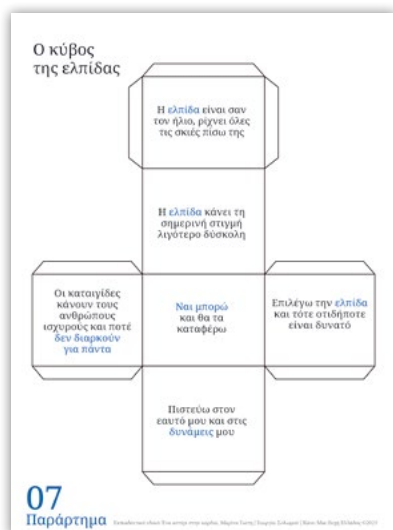 Ο κύβος
της ελπίδας
Η ελπίδα είναι σαν
τον ήλιο, ρίχνει όλες
τις σκιές πίσω της
Η ελπίδα κάνει τη
σημερινή στιγμή
λιγότερο δύσκολη
Οι καταιγίδες
κάνουν τους
ανθρώπους
ισχυρούς και ποτέ
δεν διαρκούν
για πάντα
Ναι μπορώ
και θα τα
καταφέρω
Επιλέγω την ελπίδα
και τότε οτιδήποτε
είναι δυνατό
Πιστεύω στον
εαυτό μου και στις
δυνάμεις μου
07
Παράρτημα